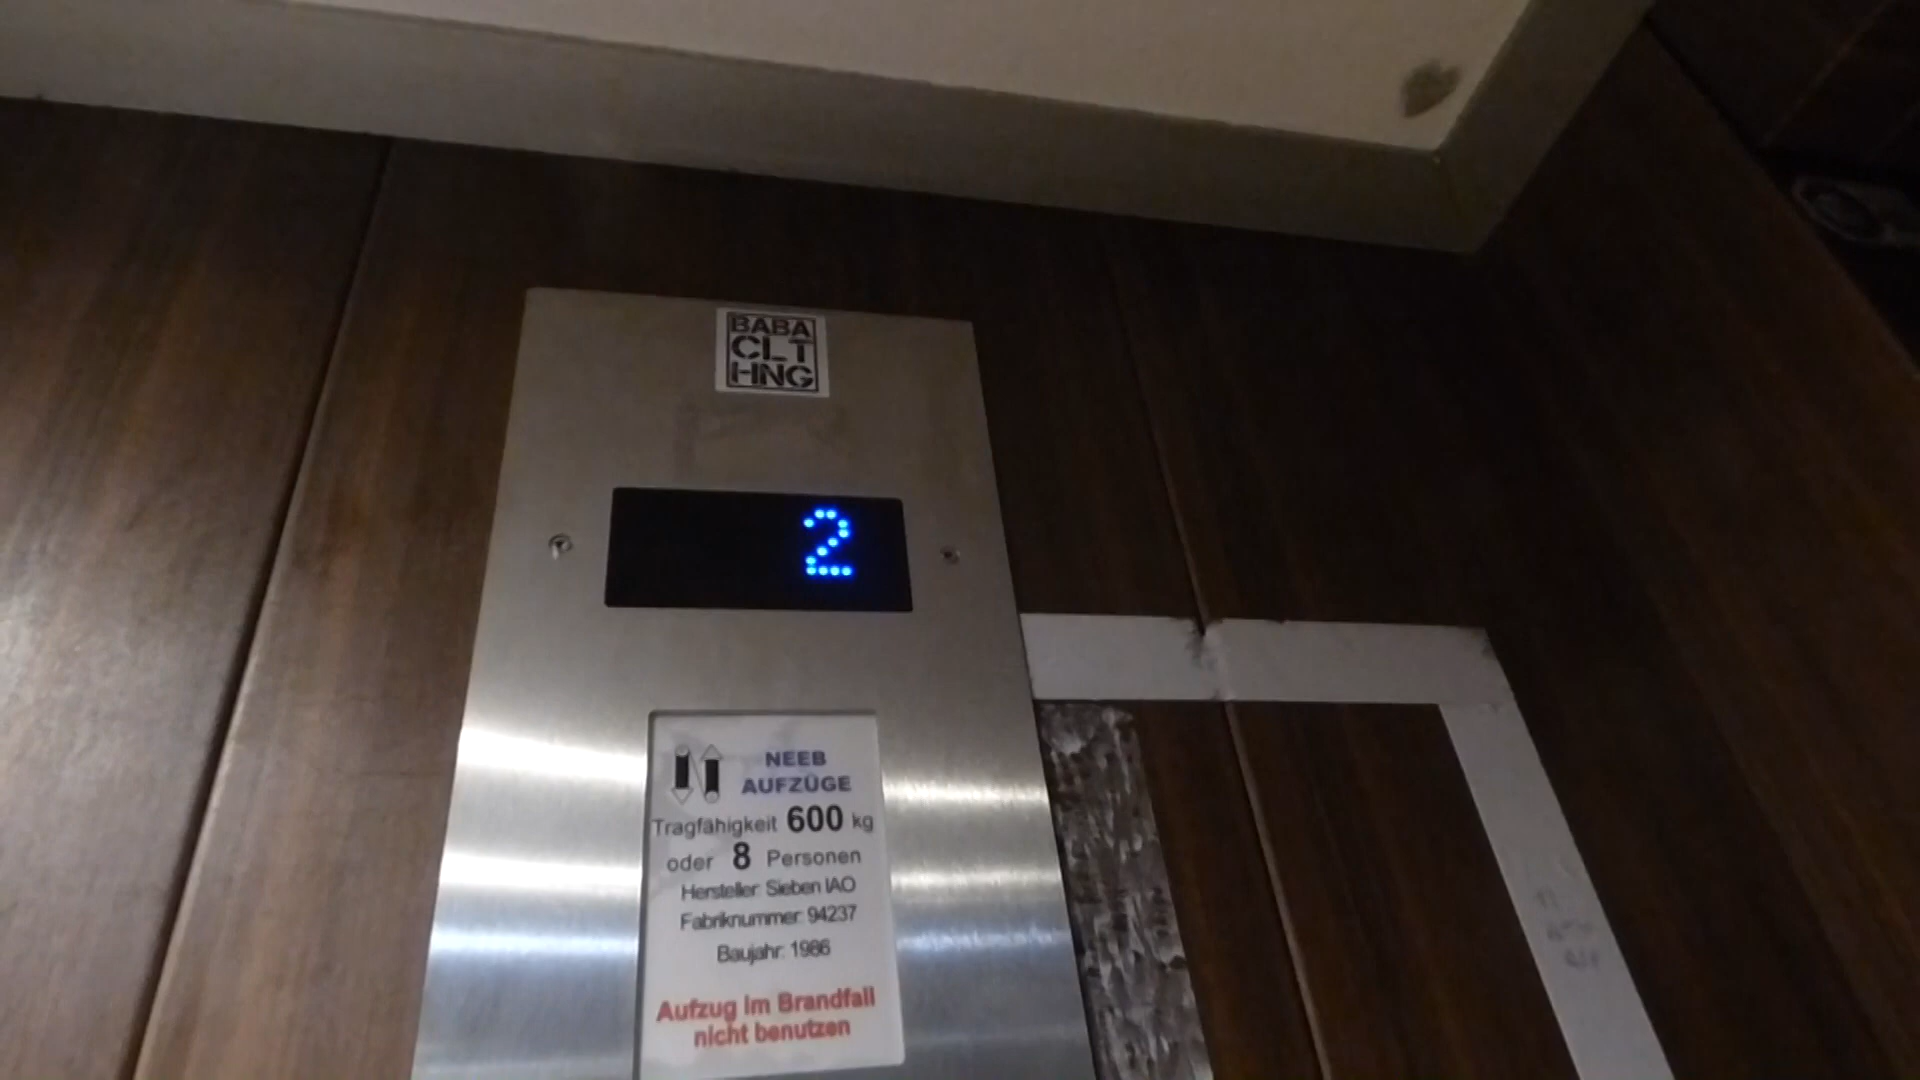 BABA
CLT
HNG
2
NEEB
AUFZÜGE
Tragfähigkeit 600 kg
oder 8 Personen
Hersteller: Sieben IAO
Fabriknummer: 94237
Baujahr: 1986
Aufzug im Brandfall
nicht benutzen